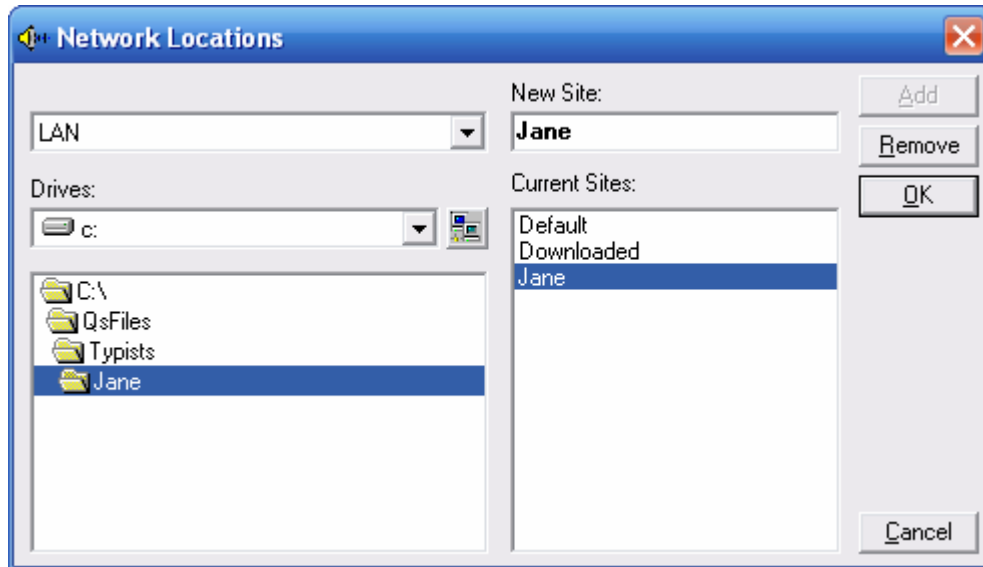 Network Locations
LAN
Drives:
c:
C:\
QsFiles
Typists
Jane
New Site:
Jane
Current Sites:
Default
Downloaded
Jane
Add
Remove
OK
Cancel